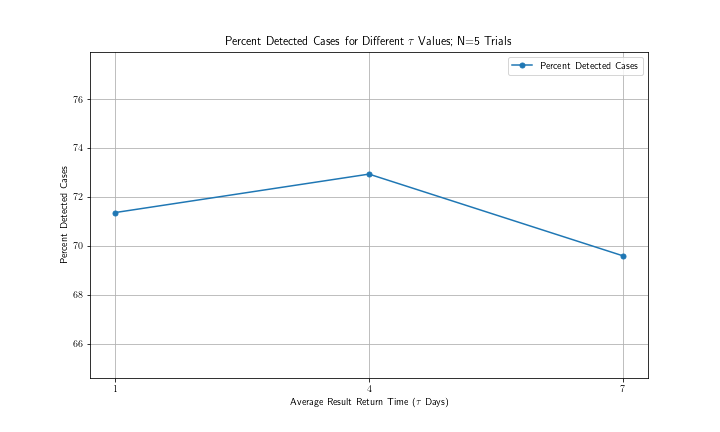 Percent Detected Cases for Different τ Values; N=5 Trials
Percent Detected Cases
76
74
72
70
68
66
Percent Detected Cases
1
4
7
Average Result Return Time (τ Days)